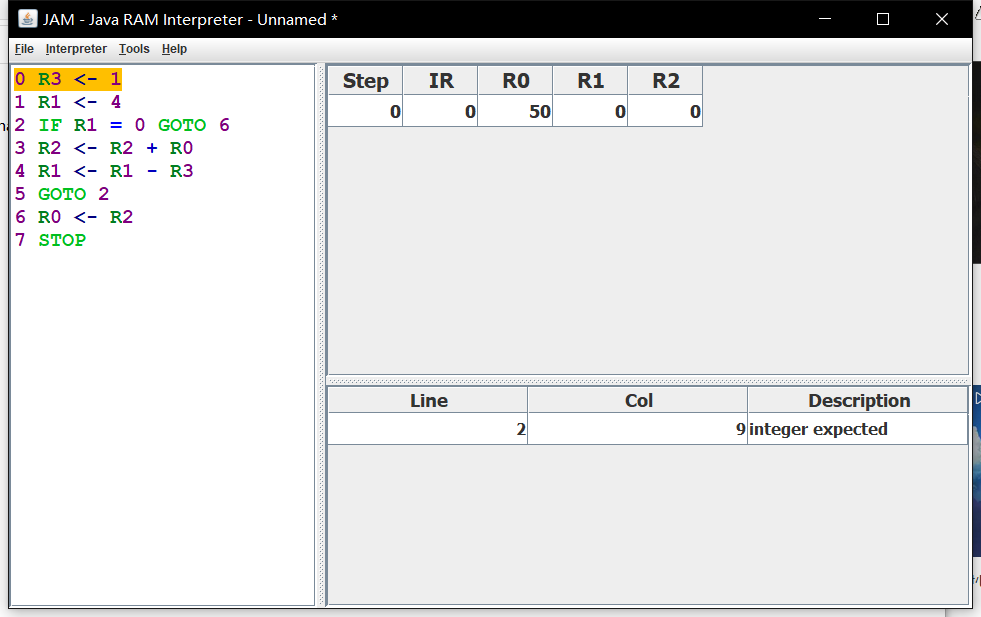 JAM - Java RAM Interpreter - Unnamed *
File Interpreter Tools Help
0 R3 <- 1
1 R1 <- 4
2 IF R1 = 0 GOTO 6
3 R2 <- R2 + R0
4 R1 <- R1 - R3
5 GOTO 2
6 R0 <- R2
7 STOP
Step IR R0 R1 R2
0 0 50 0 0
Line Col Description
2 9 integer expected